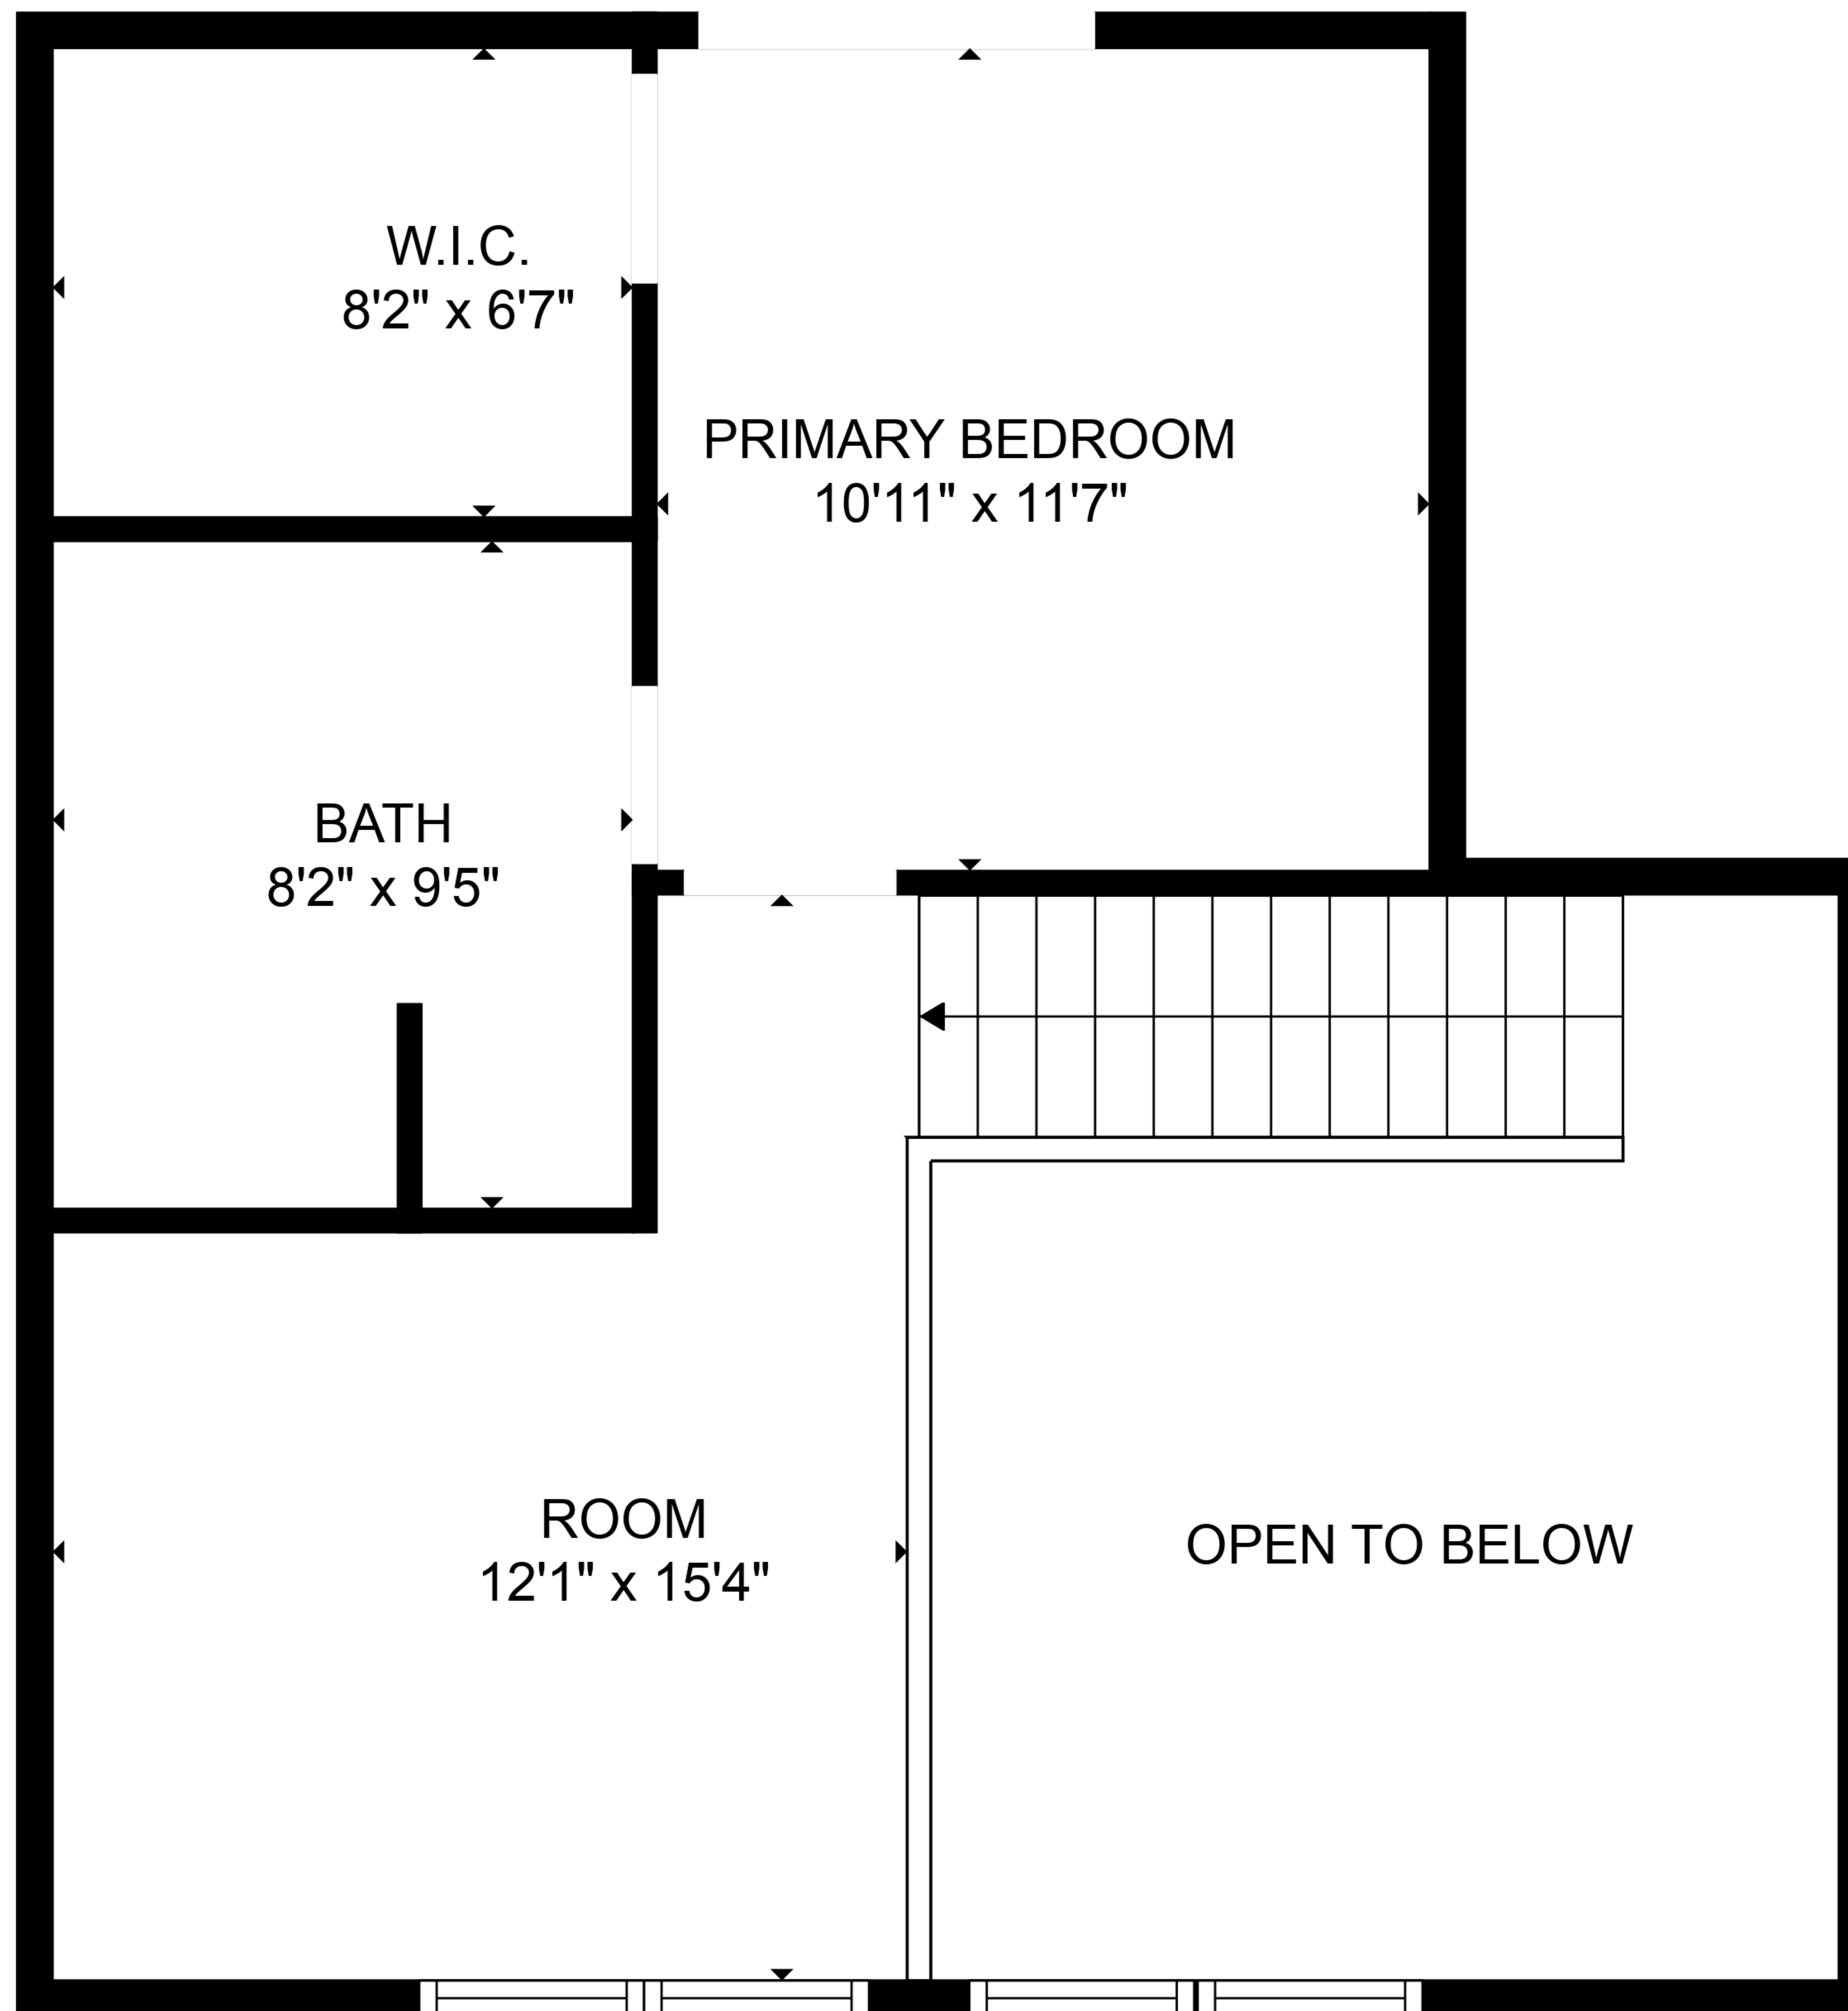 W.I.C.
8'2" x 6'7"
PRIMARY BEDROOM
10'11" x 11'7"
BATH
8'2" x 9'5"
ROOM
12'1" x 15'4"
OPEN TO BELOW